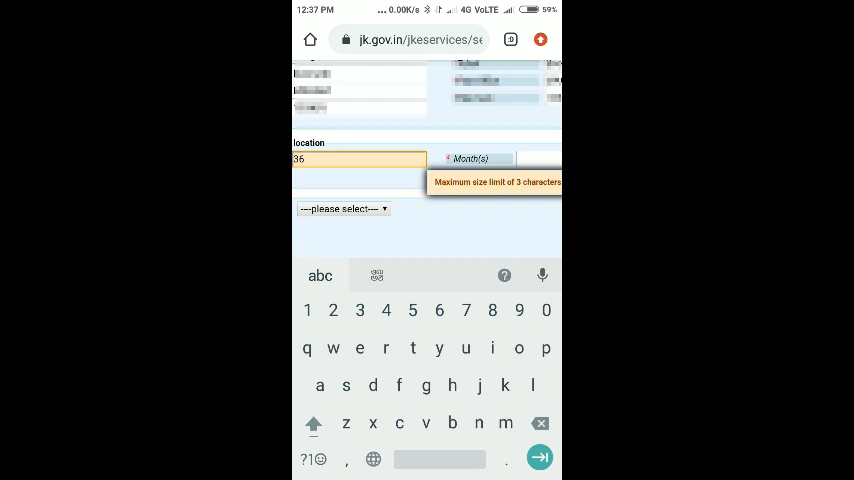 12:37 PM ... 0.00K/s 4G VoLTE 59%
jk.gov.in/jkeservices/se :D
location
36 * Month(s)
Maximum size limit of 3 characters
----please select----
abc ?
1 2 3 4 5 6 7 8 9 0
q w e r t y u i o p
a s d f g h j k l
z x c v b n m
?1☺ , .